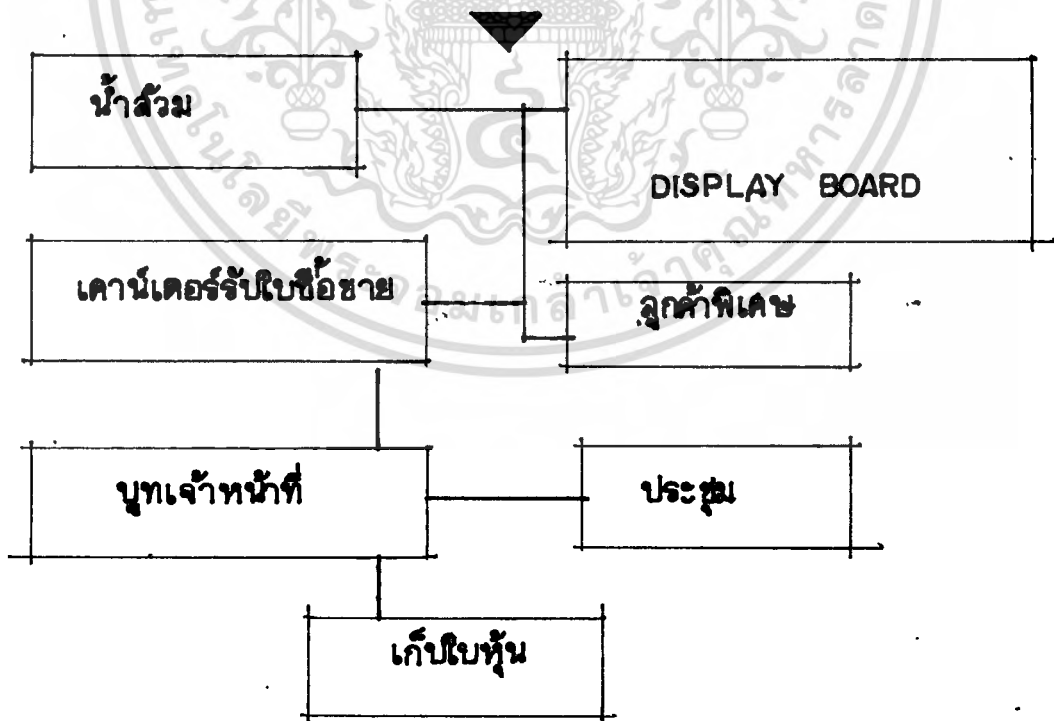 น้ำส้วม
DISPLAY BOARD
เคาน์เตอร์รับใบซื้อขาย
ลูกค้าพิเศษ
บูทเจ้าหน้าที่
ประชุม
เก็บใบหุ้น